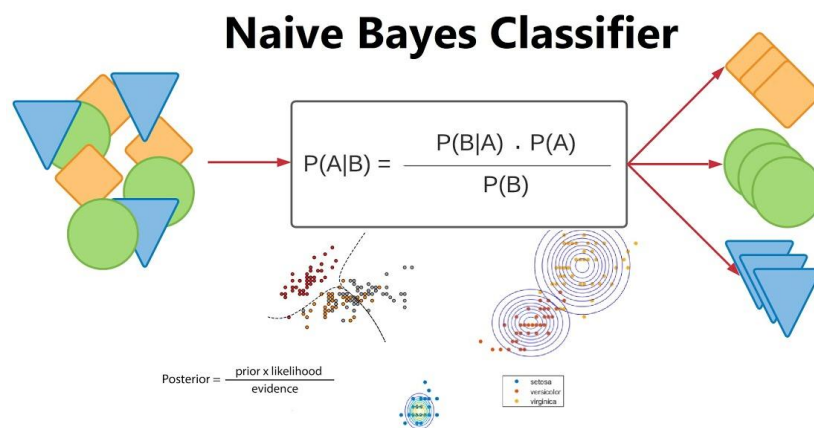 Naive Bayes Classifier
P(A|B) = P(B|A) . P(A)
P(B)
Posterior = prior x likelihood
evidence
setosa
versicolor
virginica